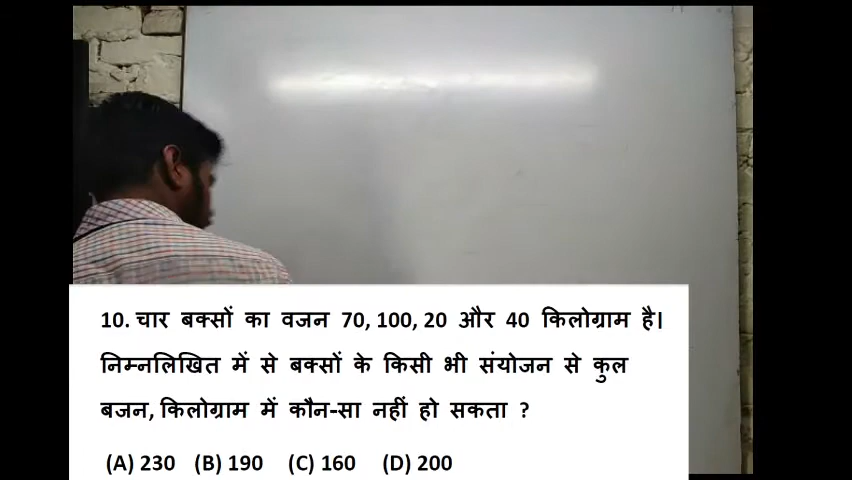 10. चार बक्सों का वजन 70, 100, 20 और 40 किलोग्राम है।
निम्नलिखित में से बक्सों के किसी भी संयोजन से कुल
बजन, किलोग्राम में कौन-सा नहीं हो सकता ?
(A) 230 (B) 190 (C) 160 (D) 200